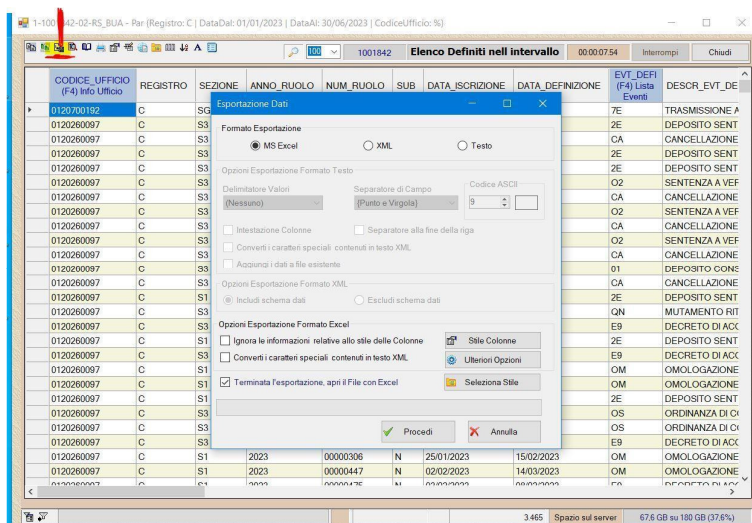 1-1001842-02-RS_BUA - Par (Registro: C | DataDal: 01/01/2023 | DataAl: 30/06/2023 | CodiceUfficio: %)
100 1001842 Elenco Definiti nell intervallo 00:00:07.54 Interrompi Chiudi
CODICE_UFFICIO (F4) Info Ufficio REGISTRO SEZIONE ANNO_RUOLO NUM_RUOLO SUB DATA_ISCRIZIONE DATA_DEFINIZIONE EVT_DEFI (F4) Lista Eventi DESCR_EVT_DE
0120700192 C SG 7E TRASMISSIONE A
0120260097 C S3 2E DEPOSITO SENT
0120260097 C S3 CA CANCELLAZIONE
0120260097 C S3 2E DEPOSITO SENT
0120260097 C S3 2E DEPOSITO SENT
0120260097 C S3 O2 SENTENZA A VEF
0120260097 C S3 CA CANCELLAZIONE
0120260097 C S3 O2 SENTENZA A VEF
0120260097 C S3 CA CANCELLAZIONE
0120260097 C S3 O2 SENTENZA A VEF
0120260097 C S3 CA CANCELLAZIONE
0120260097 C S3 01 DEPOSITO CONS
0120260097 C S3 CA CANCELLAZIONE
0120260097 C S1 2E DEPOSITO SENT
0120260097 C S3 QN MUTAMENTO RIT
0120260097 C S3 E9 DECRETO DI ACC
0120260097 C S1 2E DEPOSITO SENT
0120260097 C S3 E9 DECRETO DI ACC
0120260097 C S1 OM OMOLOGAZIONE
0120260097 C S1 OM OMOLOGAZIONE
0120260097 C S1 2E DEPOSITO SENT
0120260097 C S3 OS ORDINANZA DI C
0120260097 C S3 OS ORDINANZA DI C
0120260097 C S3 E9 DECRETO DI ACC
0120260097 C S1 2023 00000306 N 25/01/2023 15/02/2023 OM OMOLOGAZIONE
0120260097 C S1 2023 00000447 N 02/02/2023 14/03/2023 OM OMOLOGAZIONE
Esportazione Dati
Formato Esportazione
MS Excel XML Testo
Opzioni Esportazione Formato Testo
Delimitatore Valori Separatore di Campo Codice ASCII
(Nessuno) (Punto e Virgola) 9
Intestazione Colonne Separatore alla fine della riga
Converti i caratteri speciali contenuti in testo XML
Aggiungi i dati a file esistente
Opzioni Esportazione Formato XML
Includi schema dati Escludi schema dati
Opzioni Esportazione Formato Excel
Ignora le informazioni relative allo stile delle Colonne Stile Colonne
Converti i caratteri speciali contenuti in testo XML Ulteriori Opzioni
Terminata l'esportazione, apri il File con Excel Seleziona Stile
Procedi Annulla
3.465 Spazio sul server 67.6 GB su 180 GB (37,6%)